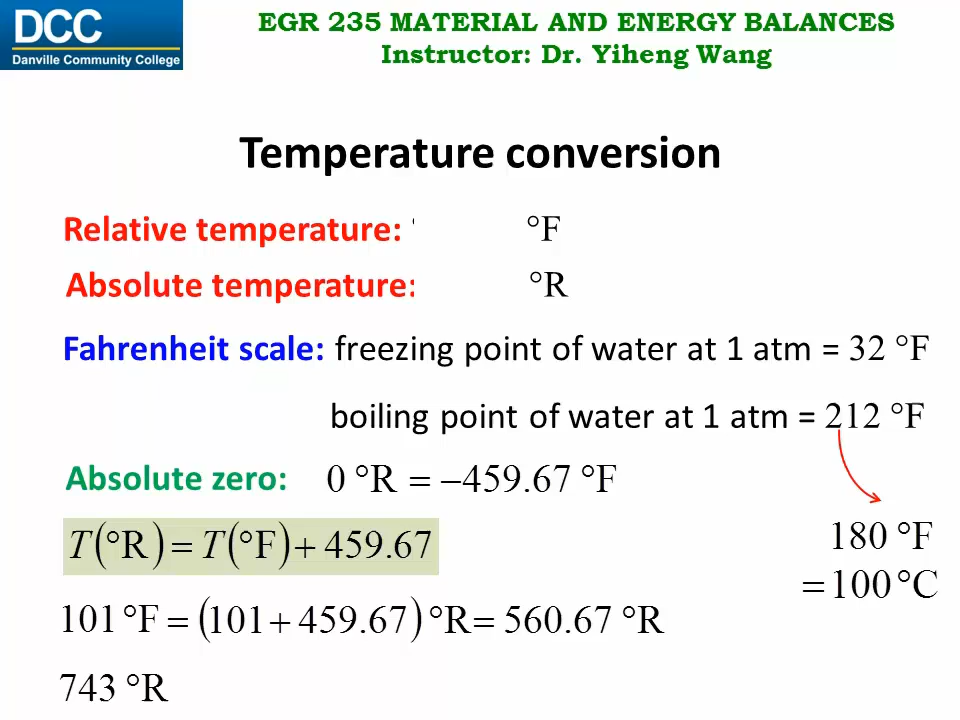 DCC
Danville Community College
EGR 235 MATERIAL AND ENERGY BALANCES
Instructor: Dr. Yiheng Wang
Temperature conversion
Relative temperature: °F
Absolute temperature: °R
Fahrenheit scale: freezing point of water at 1 atm = 32 °F
boiling point of water at 1 atm = 212 °F
Absolute zero: 0 °R = −459.67 °F
T(°R) = T(°F) + 459.67
180 °F
= 100 °C
101 °F = (101 + 459.67) °R = 560.67 °R
743 °R